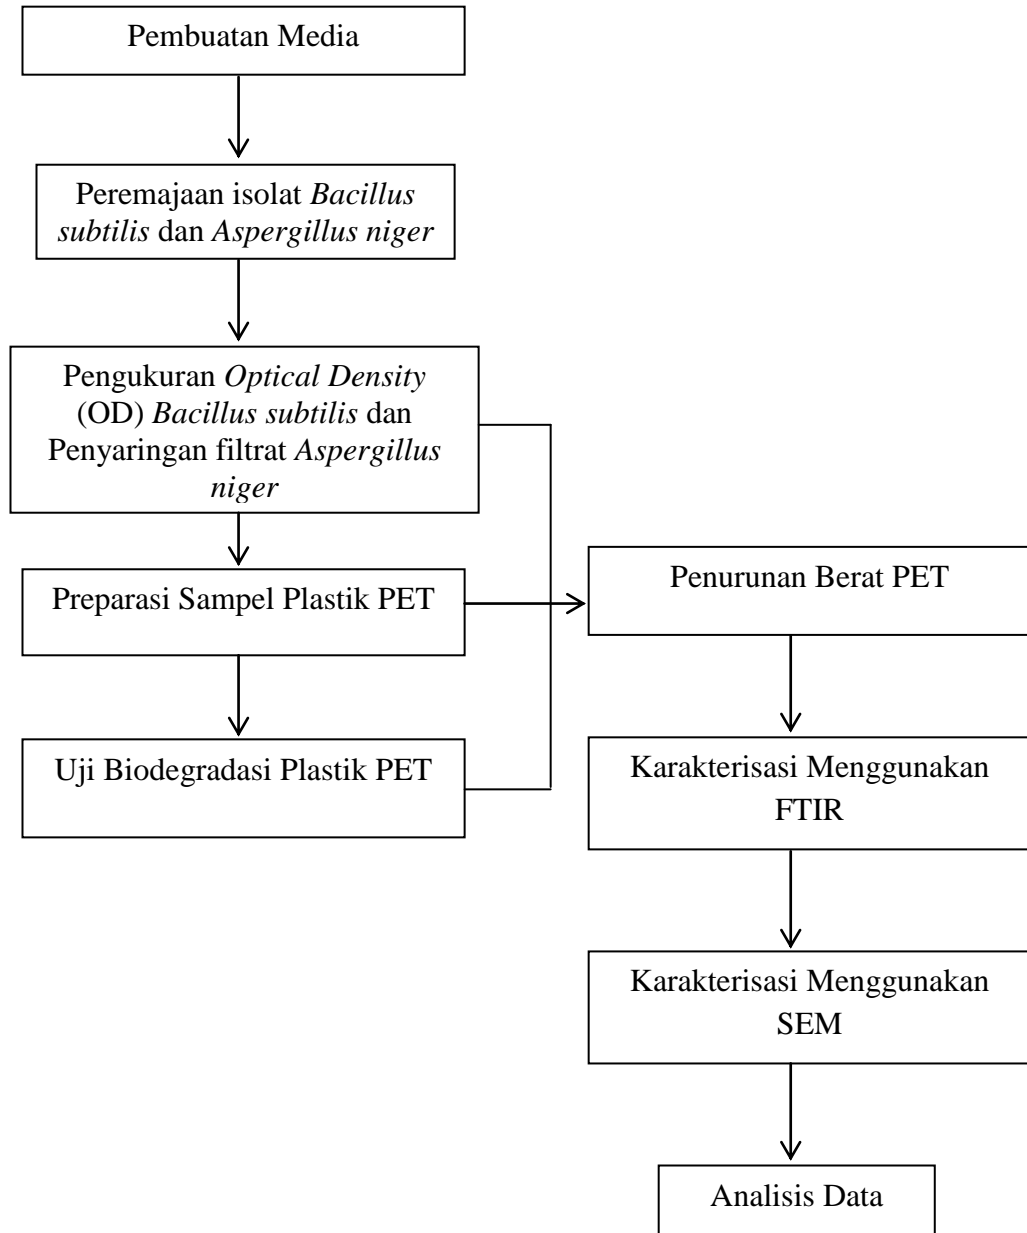 Pembuatan Media
Peremajaan isolat Bacillus
subtilis dan Aspergillus niger
Pengukuran Optical Density
(OD) Bacillus subtilis dan
Penyaringan filtrat Aspergillus
niger
Preparasi Sampel Plastik PET
Uji Biodegradasi Plastik PET
Penurunan Berat PET
Karakterisasi Menggunakan
FTIR
Karakterisasi Menggunakan
SEM
Analisis Data